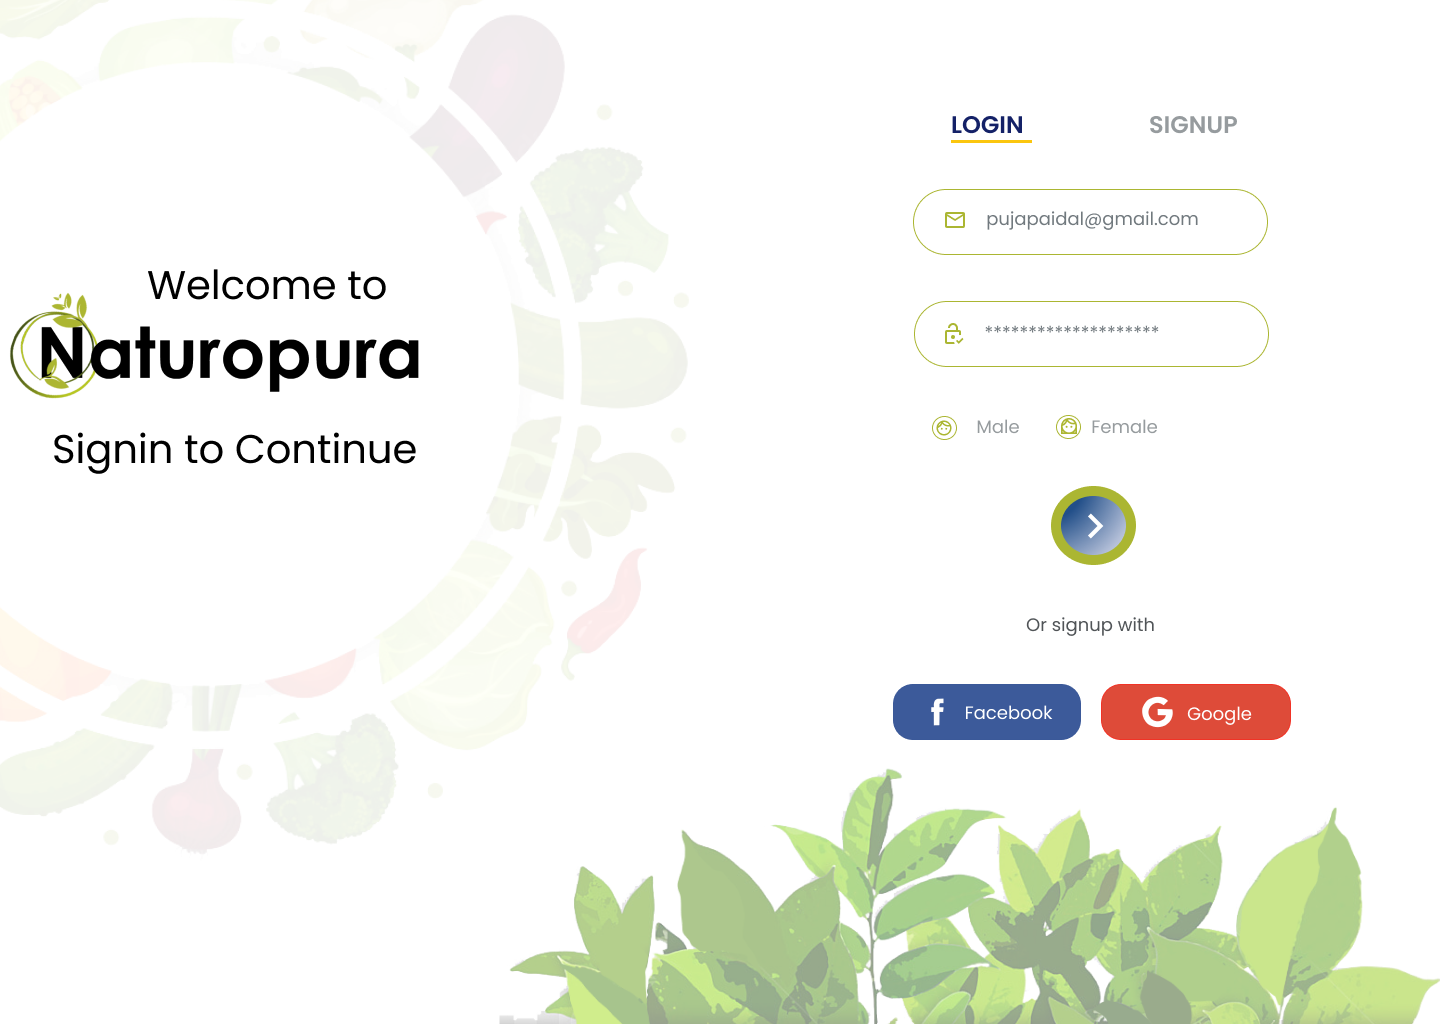 Welcome to
Naturopura
Signin to Continue
LOGIN SIGNUP
pujapaidal@gmail.com
********************
Male Female
Or signup with
Facebook Google